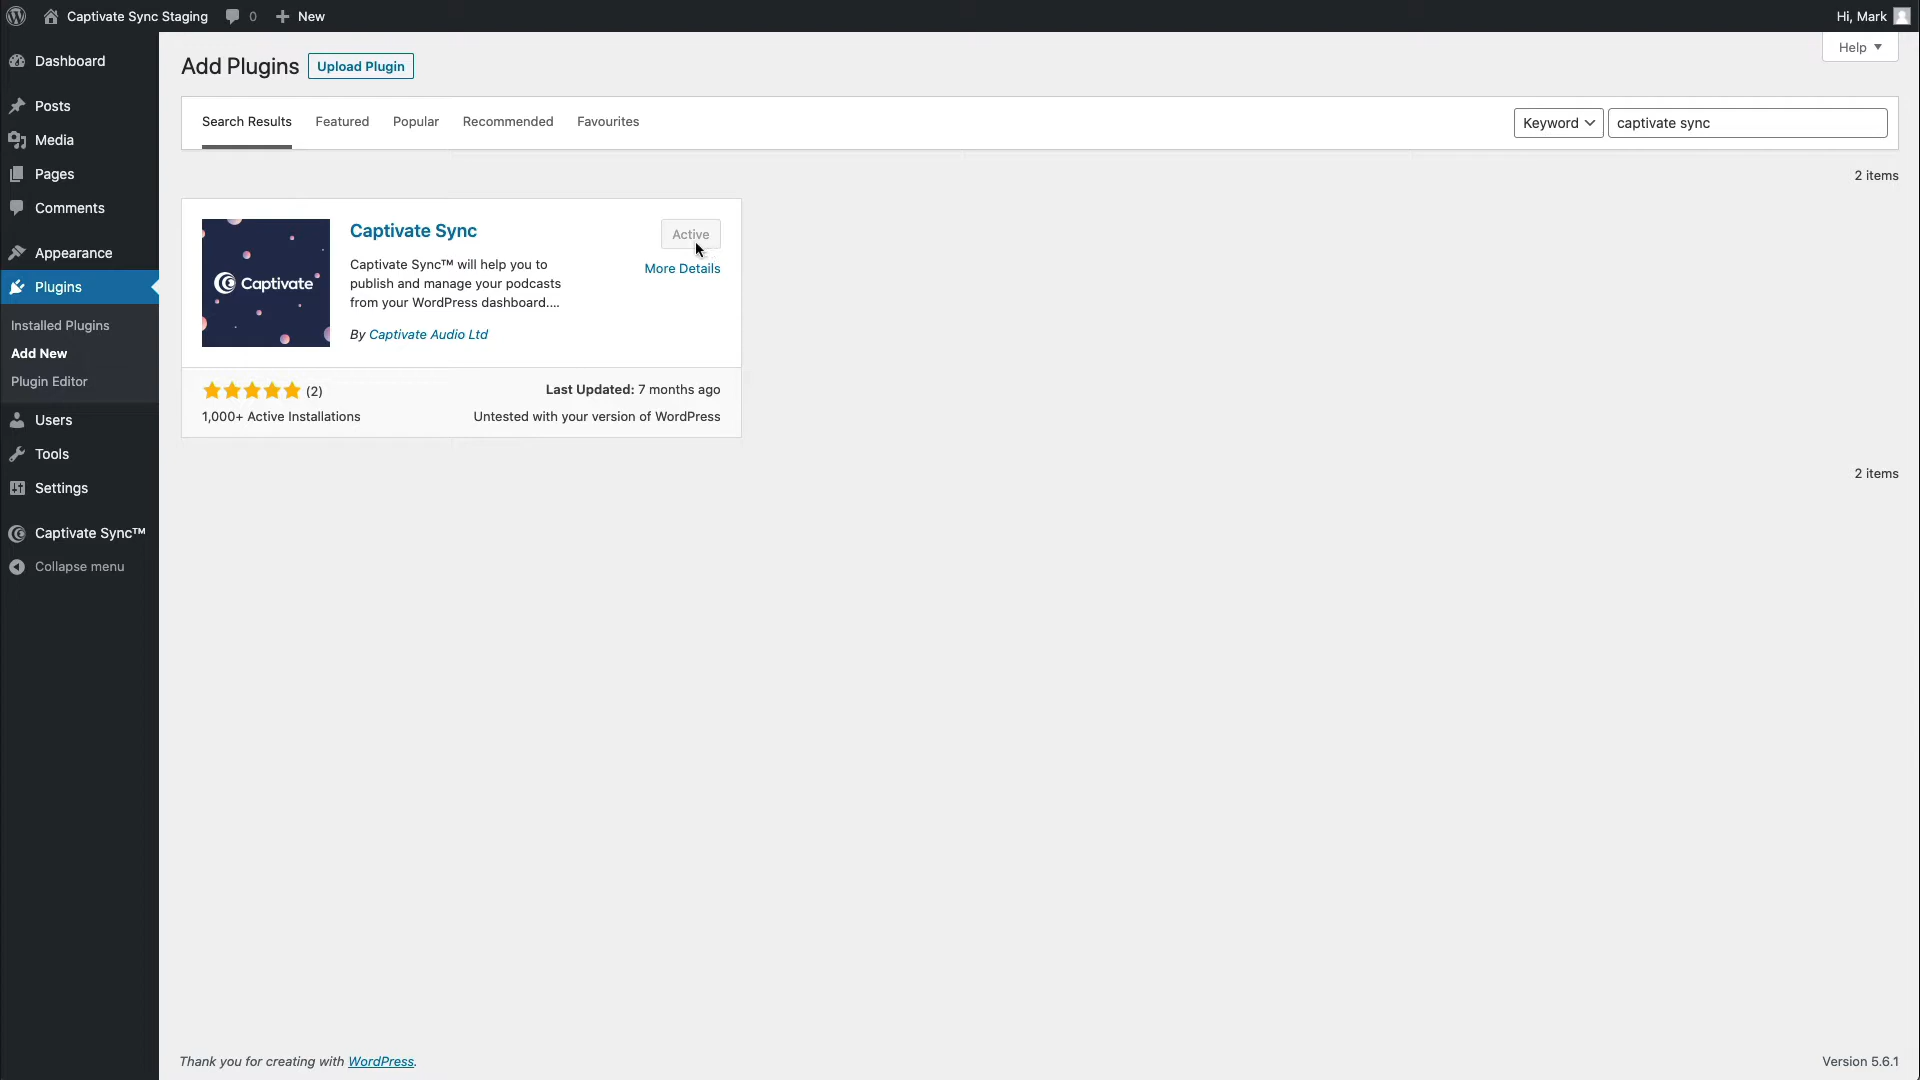 Captivate Sync Staging 0 New Hi, Mark
Dashboard
Posts
Media
Pages
Comments
Appearance
Plugins
Installed Plugins
Add New
Plugin Editor
Users
Tools
Settings
Captivate Sync™
Collapse menu
Help
Add Plugins Upload Plugin
Search Results Featured Popular Recommended Favourites Keyword captivate sync
2 items
Captivate
Captivate Sync
Captivate Sync™ will help you to
publish and manage your podcasts
from your WordPress dashboard....
By Captivate Audio Ltd
Active
More Details
(2)
1,000+ Active Installations
Last Updated: 7 months ago
Untested with your version of WordPress
2 items
Thank you for creating with WordPress.
Version 5.6.1